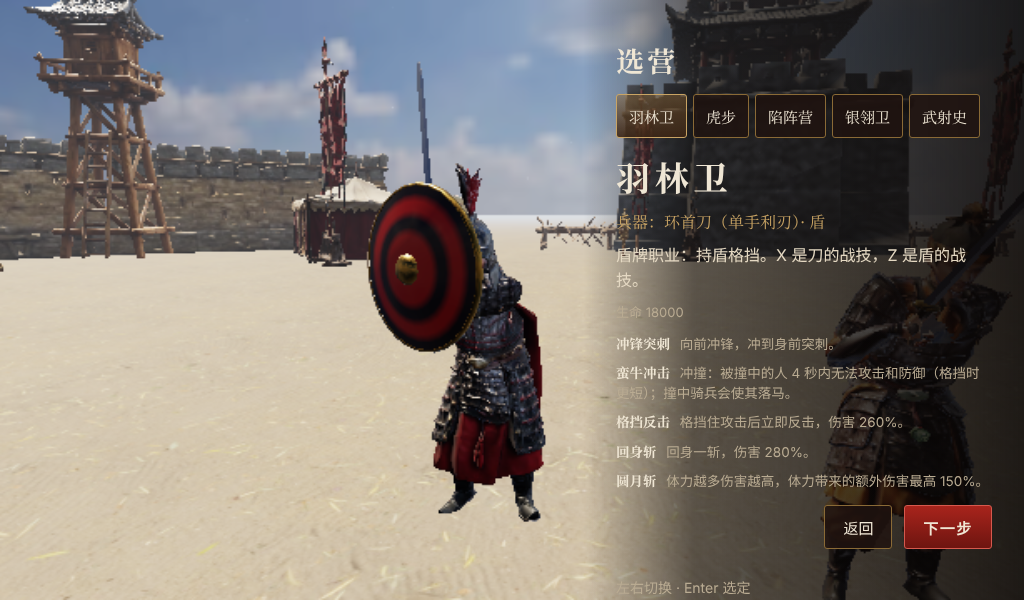 选营
羽林卫 虎步 陷阵营 银翎卫 武射史
羽林卫
兵器：环首刀（单手利刃）· 盾
盾牌职业：持盾格挡。X 是刀的战技，Z 是盾的战
技。
生命 18000
冲锋突刺 向前冲锋，冲到身前突刺。
蛮牛冲击 冲撞：被撞中的人 4 秒内无法攻击和防御（格挡时
更短）；撞中骑兵会使其落马。
格挡反击 格挡住攻击后立即反击，伤害 260%。
回身斩 回身一斩，伤害 280%。
圆月斩 体力越多伤害越高，体力带来的额外伤害最高 150%。
返回 下一步
左右切换 · Enter 选定